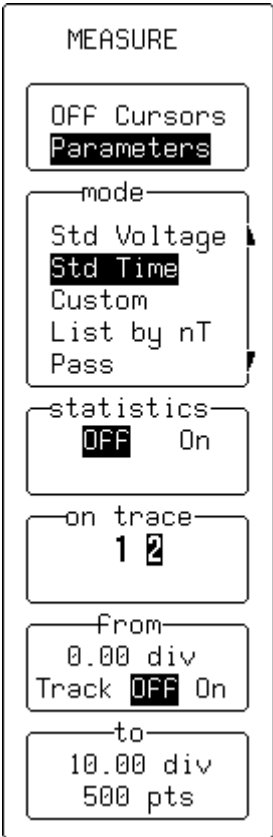 MEASURE
OFF Cursors
Parameters
mode
Std Voltage
Std Time
Custom
List by nT
Pass
statistics
OFF On
on trace
1 2
from
0.00 div
Track OFF On
to
10.00 div
500 pts